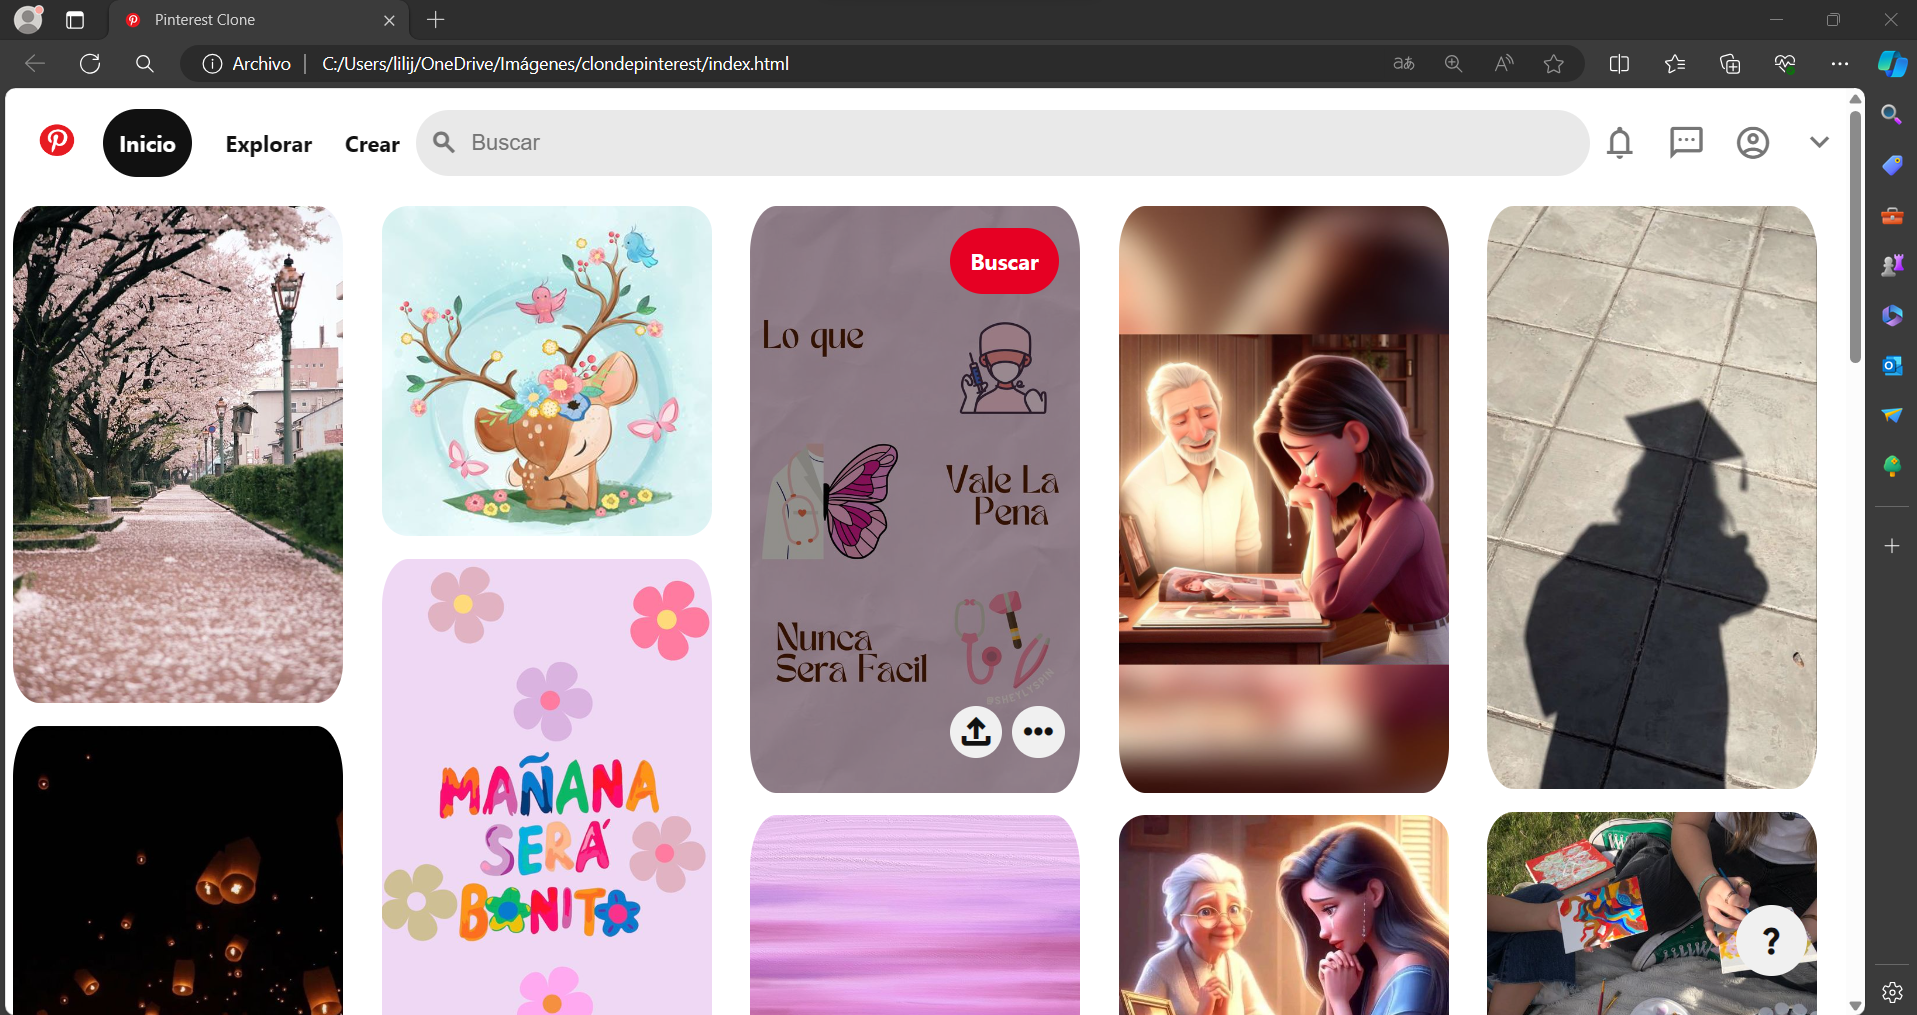 Pinterest Clone
Archivo
C:/Users/lilij/OneDrive/Imágenes/clondepinterest/index.html
Inicio
Explorar
Crear
Buscar
Buscar
Lo que
Vale La
Pena
Nunca
Sera Facil
@SHEYLYSPIN
MAÑANA
SERÁ
BONITO
?